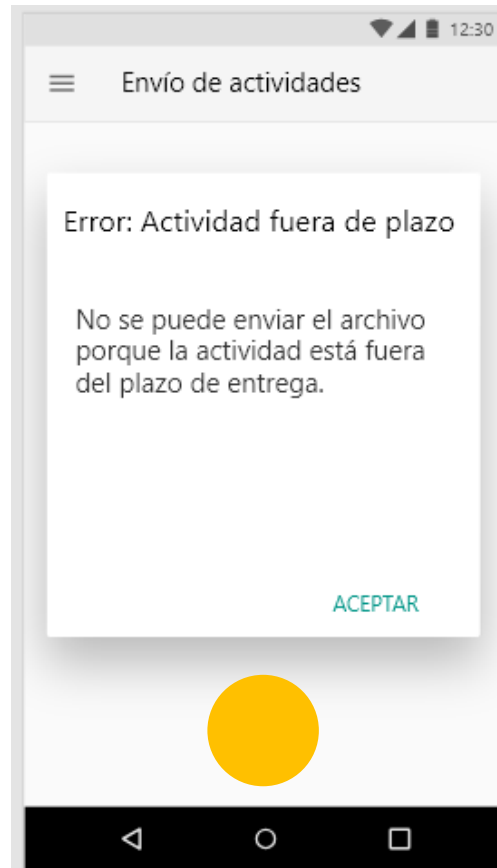 12:30
Envío de actividades
Error: Actividad fuera de plazo
No se puede enviar el archivo
porque la actividad está fuera
del plazo de entrega.
ACEPTAR